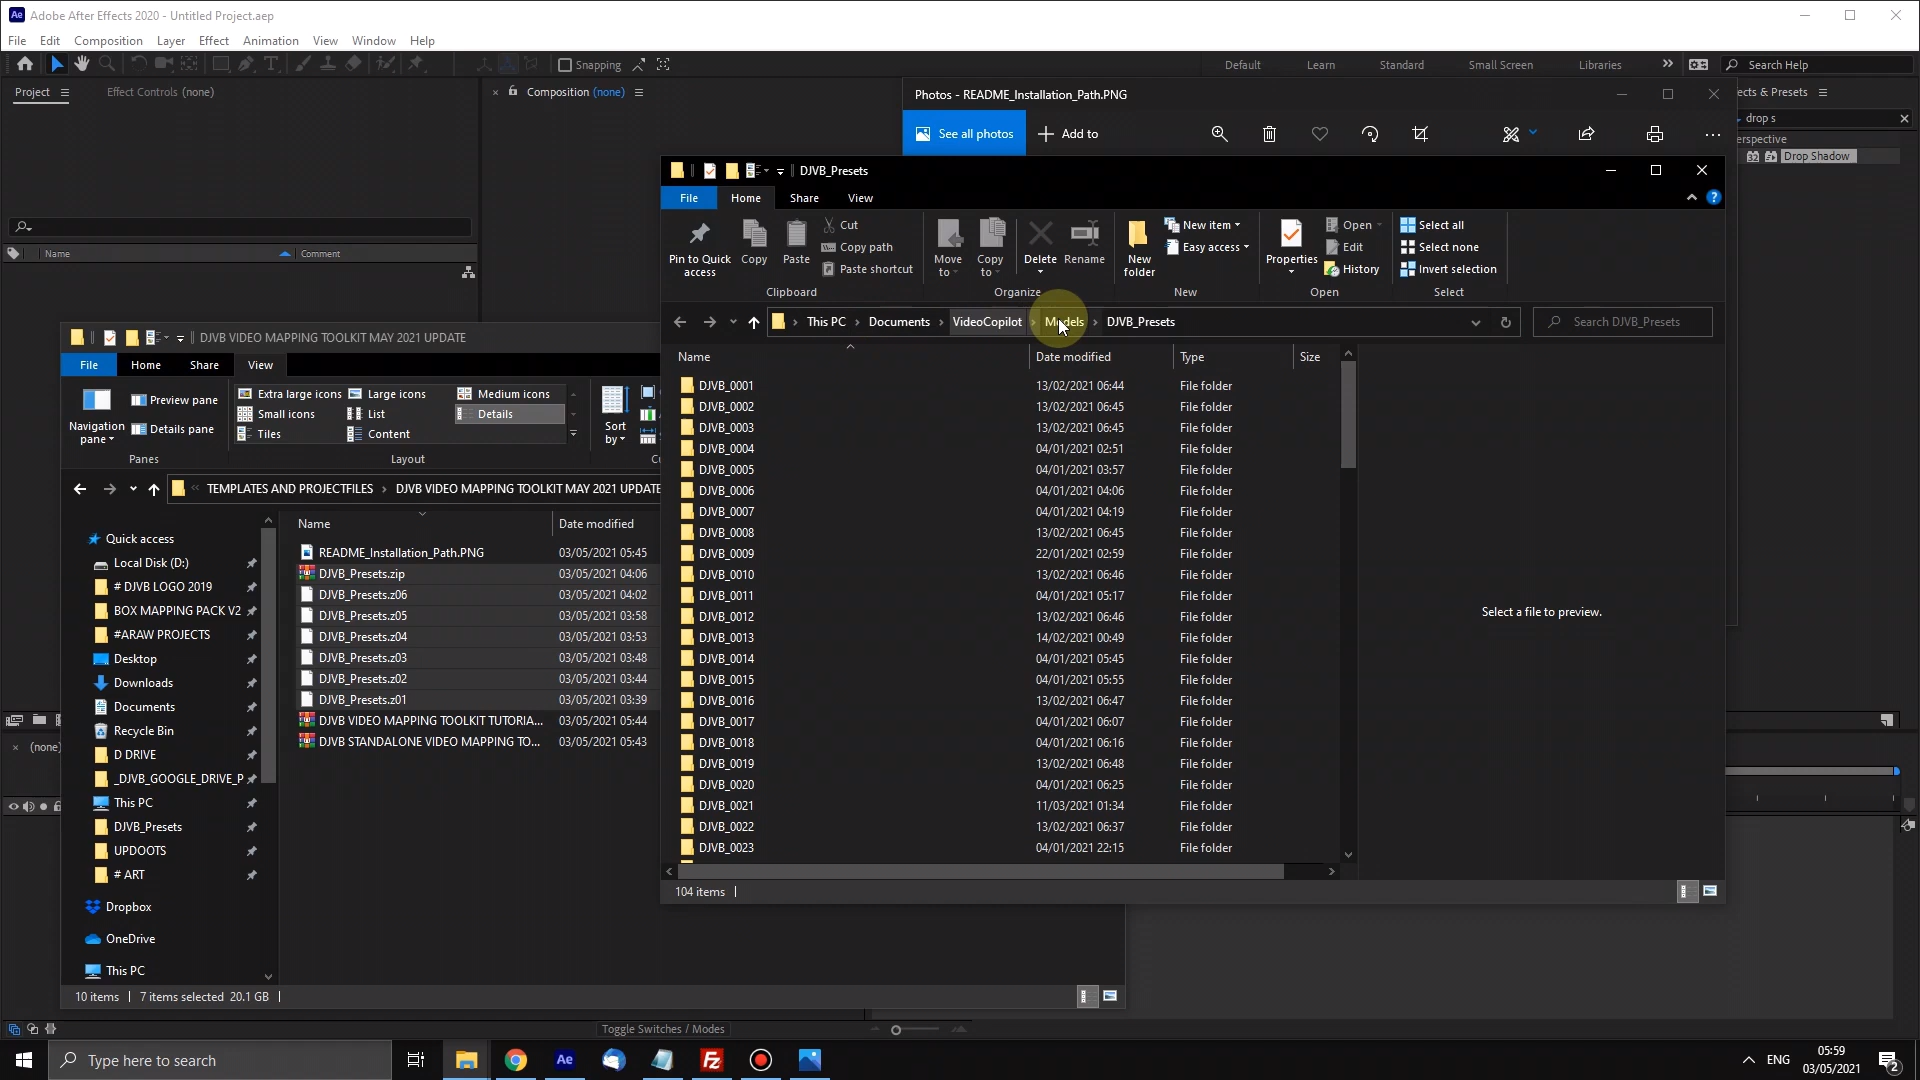 Adobe After Effects 2020 - Untitled Project.aep
File Edit Composition Layer Effect Animation View Window Help
Snapping
Default Learn Standard Small Screen Libraries Search Help
Project Effect Controls (none) Composition (none)
Name Comment
Photos - README_Installation_Path.PNG
See all photos Add to
ects & Presets
drop s
erspective
Drop Shadow
DJVB_Presets
File Home Share View
Pin to Quick access Copy Paste Cut Copy path Paste shortcut
Move to Copy to Delete Rename New folder New item Easy access
Properties Open Edit History Select all Select none Invert selection
Clipboard Organize New Open Select
This PC Documents VideoCopilot Models DJVB_Presets Search DJVB_Presets
Name Date modified Type Size
DJVB_0001 13/02/2021 06:44 File folder
DJVB_0002 13/02/2021 06:45 File folder
DJVB_0003 13/02/2021 06:45 File folder
DJVB_0004 04/01/2021 02:51 File folder
DJVB_0005 04/01/2021 03:57 File folder
DJVB_0006 04/01/2021 04:06 File folder
DJVB_0007 04/01/2021 04:19 File folder
DJVB_0008 13/02/2021 06:45 File folder
DJVB_0009 22/01/2021 02:59 File folder
DJVB_0010 13/02/2021 06:46 File folder
DJVB_0011 04/01/2021 05:17 File folder
DJVB_0012 13/02/2021 06:46 File folder
DJVB_0013 14/02/2021 00:49 File folder
DJVB_0014 04/01/2021 05:45 File folder
DJVB_0015 04/01/2021 05:55 File folder
DJVB_0016 13/02/2021 06:47 File folder
DJVB_0017 04/01/2021 06:07 File folder
DJVB_0018 04/01/2021 06:16 File folder
DJVB_0019 13/02/2021 06:48 File folder
DJVB_0020 04/01/2021 06:25 File folder
DJVB_0021 11/03/2021 01:34 File folder
DJVB_0022 13/02/2021 06:37 File folder
DJVB_0023 04/01/2021 22:15 File folder
Select a file to preview.
104 items
DJVB VIDEO MAPPING TOOLKIT MAY 2021 UPDATE
File Home Share View
Navigation pane Preview pane Details pane
Extra large icons Large icons Medium icons
Small icons List Details
Tiles Content
Sort by
Panes Layout
TEMPLATES AND PROJECTFILES DJVB VIDEO MAPPING TOOLKIT MAY 2021 UPDATE
Name Date modified
README_Installation_Path.PNG 03/05/2021 05:45
DJVB_Presets.zip 03/05/2021 04:06
DJVB_Presets.z06 03/05/2021 04:02
DJVB_Presets.z05 03/05/2021 03:58
DJVB_Presets.z04 03/05/2021 03:53
DJVB_Presets.z03 03/05/2021 03:48
DJVB_Presets.z02 03/05/2021 03:44
DJVB_Presets.z01 03/05/2021 03:39
DJVB VIDEO MAPPING TOOLKIT TUTORIA... 03/05/2021 05:44
DJVB STANDALONE VIDEO MAPPING TO... 03/05/2021 05:43
Quick access
Local Disk (D:)
# DJVB LOGO 2019
BOX MAPPING PACK V2
#ARAW PROJECTS
Desktop
Downloads
Documents
Recycle Bin
D DRIVE
_DJVB_GOOGLE_DRIVE_P
This PC
DJVB_Presets
UPDOOTS
# ART
Dropbox
OneDrive
This PC
10 items 7 items selected 20.1 GB
(none)
Toggle Switches / Modes
Type here to search
ENG 05:59
03/05/2021
2